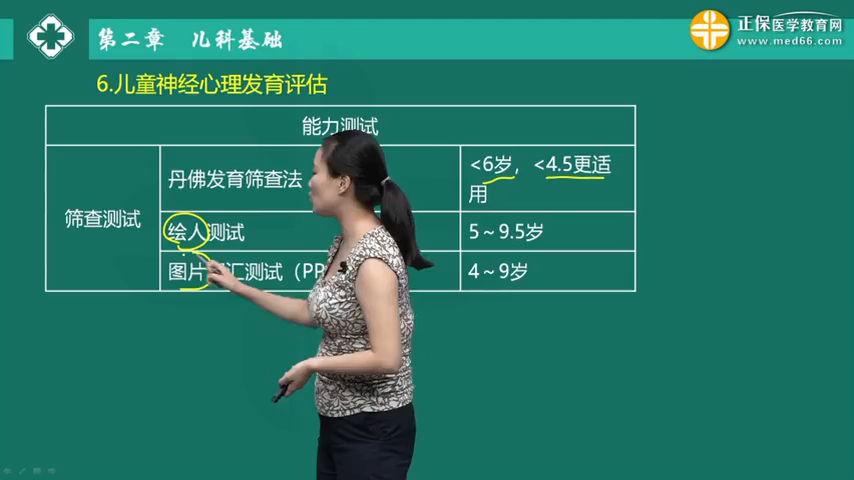 第二章 儿科基础
正保医学教育网
www.med66.com
6.儿童神经心理发育评估
能力测试
筛查测试
丹佛发育筛查法
<6岁，<4.5更适
用
绘人测试
5～9.5岁
图片 汇测试（PP
4～9岁